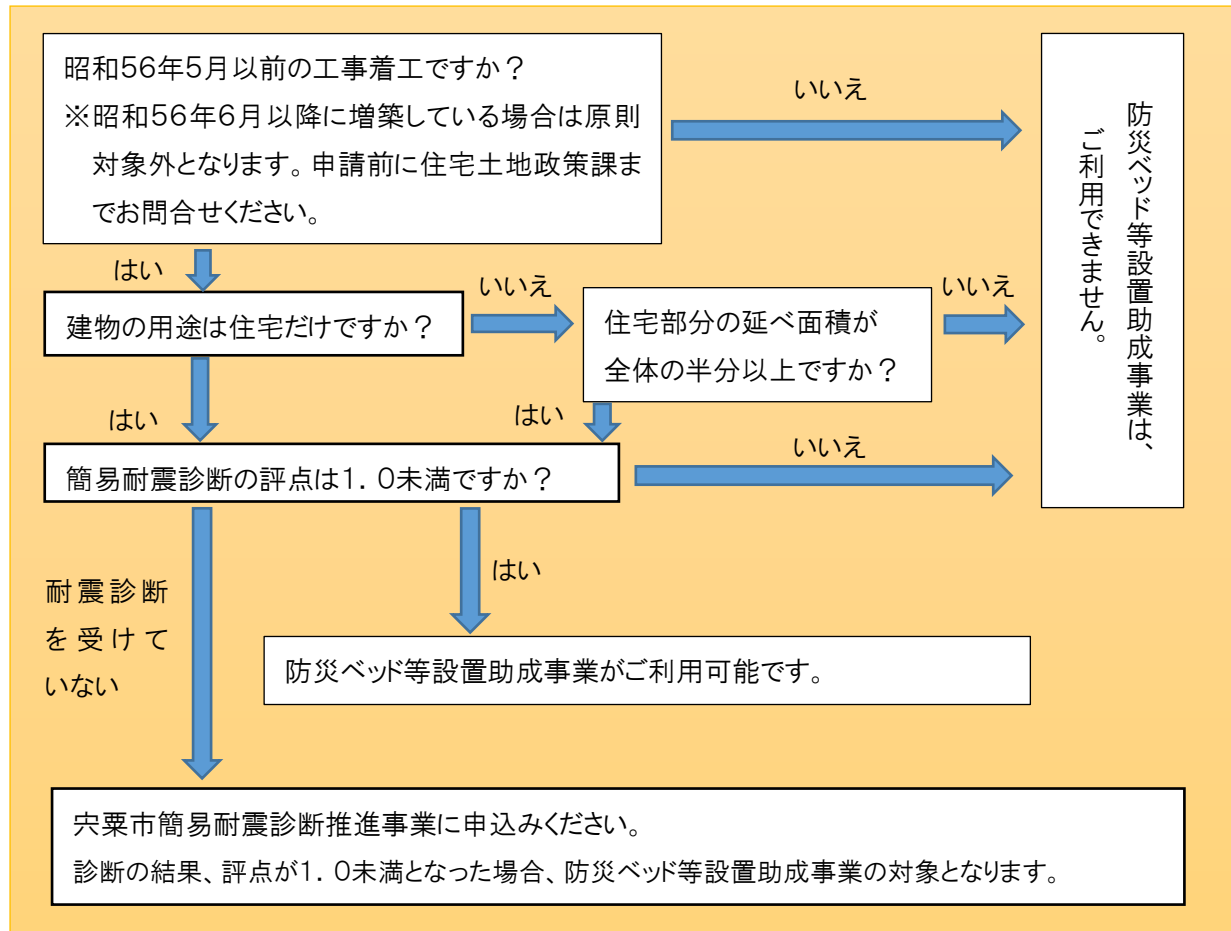 昭和56年5月以前の工事着工ですか？
※昭和56年6月以降に増築している場合は原則
対象外となります。申請前に住宅土地政策課ま
でお問合せください。
いいえ
防災ベッド等設置助成事業は、
ご利用できません。
はい
建物の用途は住宅だけですか？
いいえ
住宅部分の延べ面積が
全体の半分以上ですか？
いいえ
はい
はい
簡易耐震診断の評点は1．0未満ですか？
いいえ
耐震診断
を受けて
いない
はい
防災ベッド等設置助成事業がご利用可能です。
宍粟市簡易耐震診断推進事業に申込みください。
診断の結果、評点が1．0未満となった場合、防災ベッド等設置助成事業の対象となります。